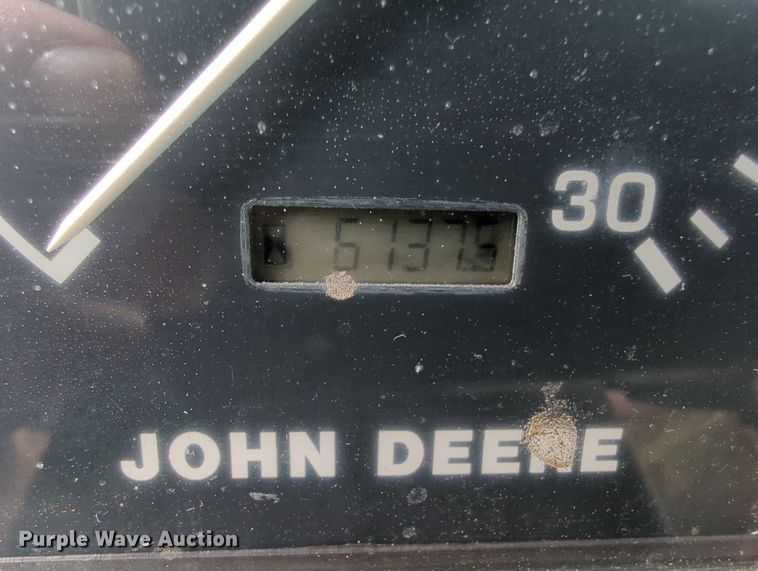 30
6137.5
JOHN DEERE
Purple Wave Auction